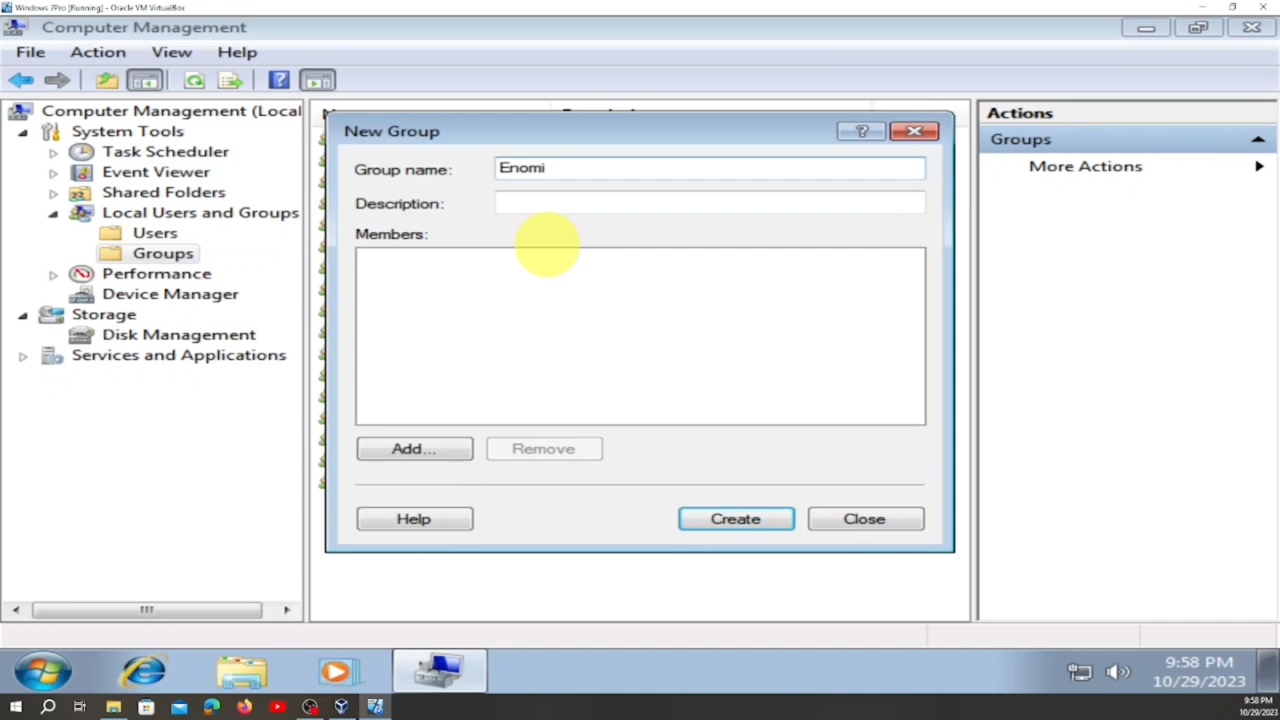 Windows 7Pro [Running] - Oracle VM VirtualBox
Computer Management
File Action View Help
Computer Management (Local
System Tools
Task Scheduler
Event Viewer
Shared Folders
Local Users and Groups
Users
Groups
Performance
Device Manager
Storage
Disk Management
Services and Applications
New Group
Group name: Enomi
Description:
Members:
Add... Remove
Help Create Close
Actions
Groups
More Actions
9:58 PM
10/29/2023
9:58 PM
10/29/2023